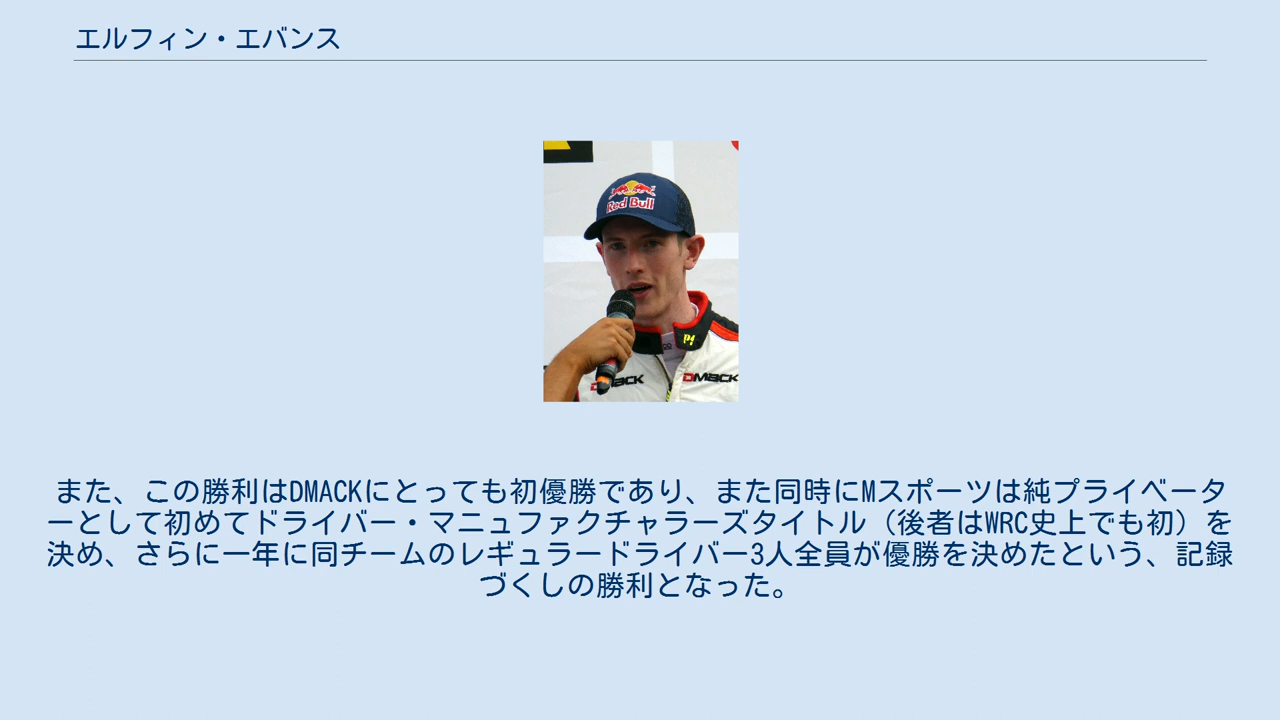 エルフィン・エバンス
Red Bull
P4
DMACK DMACK
また、この勝利はDMACKにとっても初優勝であり、また同時にMスポーツは純プライベータ
ーとして初めてドライバー・マニュファクチャラーズタイトル（後者はWRC史上でも初）を
決め、さらに一年に同チームのレギュラードライバー3人全員が優勝を決めたという、記録
づくしの勝利となった。